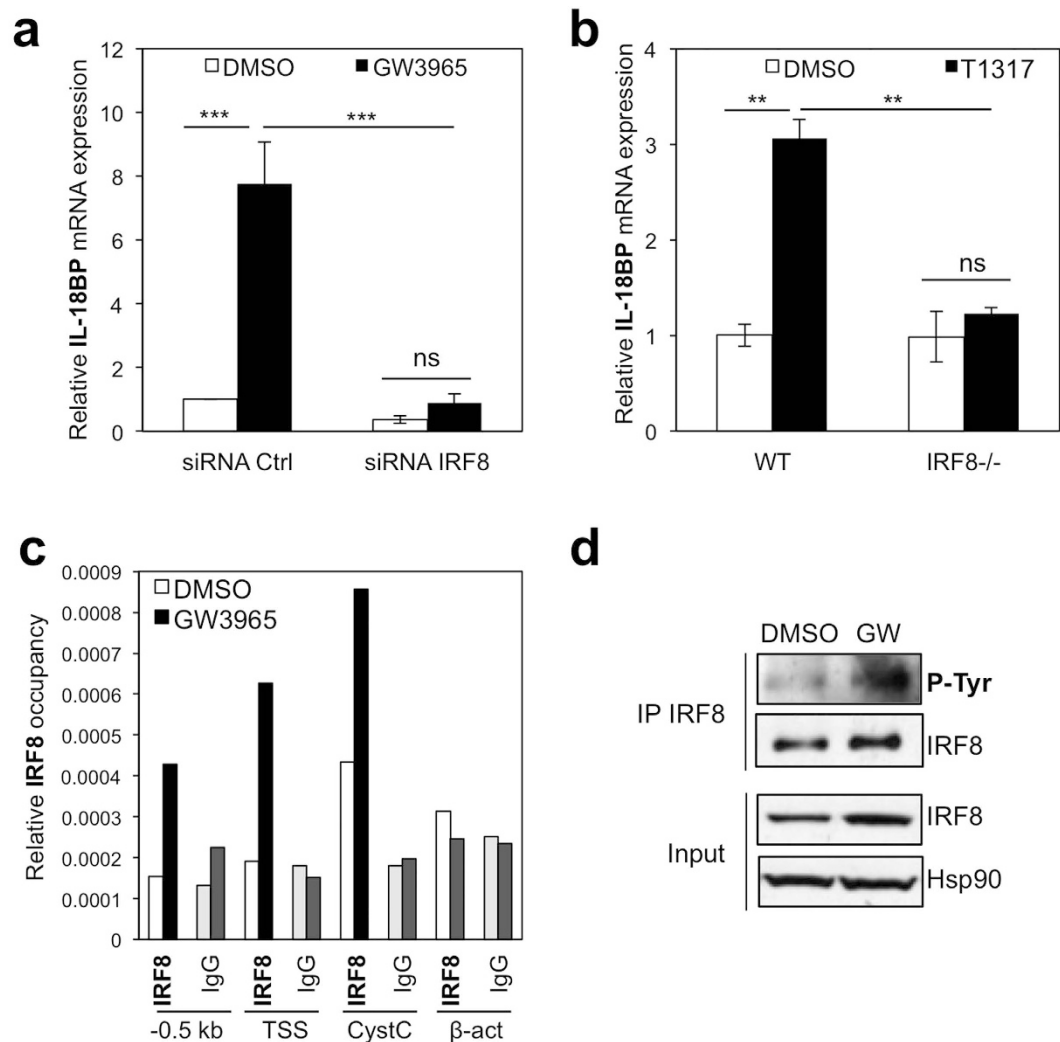 a
Relative IL-18BP mRNA expression
12
10
8
6
4
2
0
DMSO
GW3965
***
***
ns
siRNA Ctrl
siRNA IRF8
b
Relative IL-18BP mRNA expression
4
3
2
1
0
DMSO
T1317
**
**
ns
WT
IRF8-/-
c
Relative IRF8 occupancy
0.0009
0.0008
0.0007
0.0006
0.0005
0.0004
0.0003
0.0002
0.0001
0
DMSO
GW3965
IRF8
IgG
IRF8
IgG
IRF8
IgG
IRF8
IgG
-0.5 kb
TSS
CystC
β-act
d
DMSO GW
IP IRF8
P-Tyr
IRF8
Input
IRF8
Hsp90